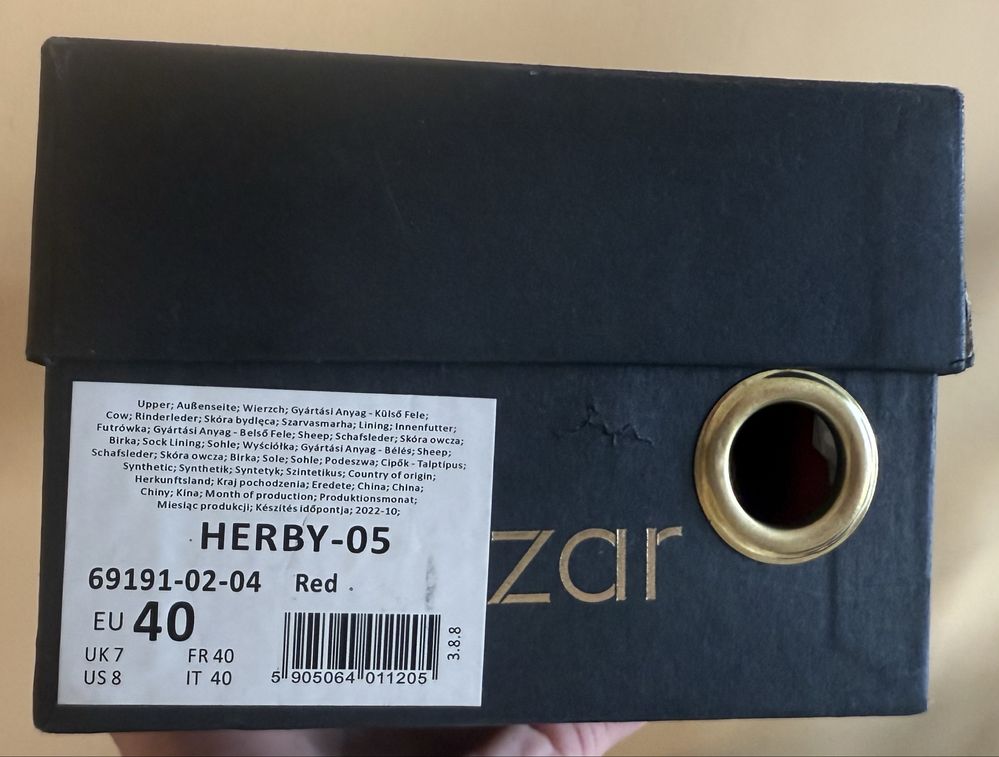 Upper; Außenseite; Wierzch; Gyártási Anyag - Külső Fele;
Cow; Rinderleder; Skóra bydlęca; Szarvasmarha; Lining; Innenfutter;
Futrówka; Gyártási Anyag - Belső Fele; Sheep; Schafsleder; Skóra owcza;
Birka; Sock Lining; Sohle; Wyściółka; Gyártási Anyag - Bélés; Sheep;
Schafsleder; Skóra owcza; Birka; Sole; Sohle; Podeszwa; Cipők - Talptípus;
Synthetic; Synthetik; Syntetyk; Szintetikus; Country of origin;
Herkunftsland; Kraj pochodzenia; Eredete; China; China;
Chiny; Kína; Month of production; Produktionsmonat;
Miesiąc produkcji; Készítés időpontja; 2022-10;
HERBY-05
69191-02-04 Red
EU 40
UK 7 FR 40
US 8 IT 40
5 905064 011205
3.8.8
zar